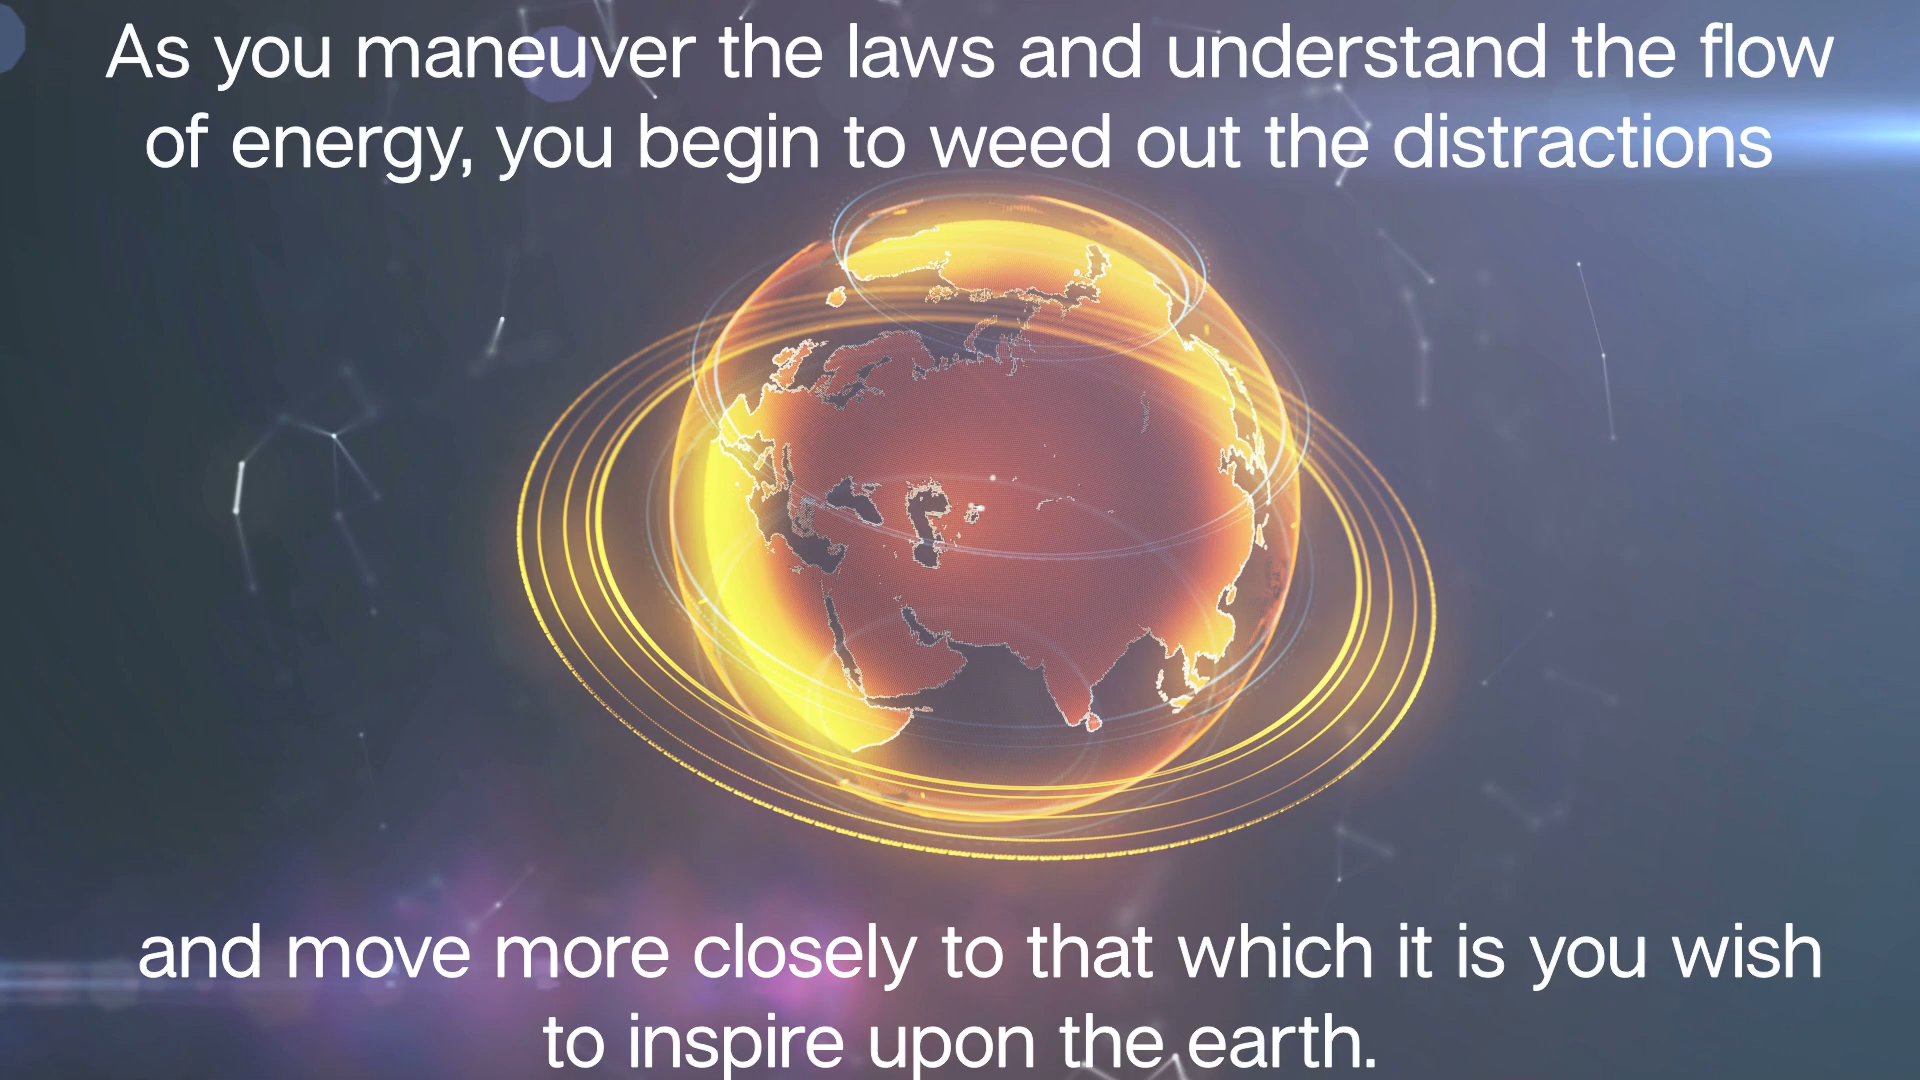 As you maneuver the laws and understand the flow
of energy, you begin to weed out the distractions
and move more closely to that which it is you wish
to inspire upon the earth.